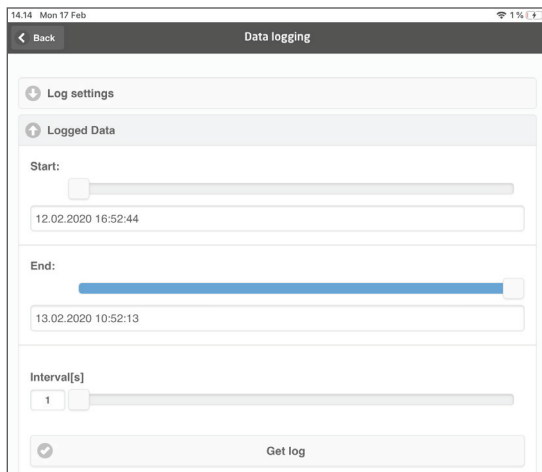 14.14 Mon 17 Feb 1%
Back Data logging
Log settings
Logged Data
Start:
12.02.2020 16:52:44
End:
13.02.2020 10:52:13
Interval[s]
1
Get log